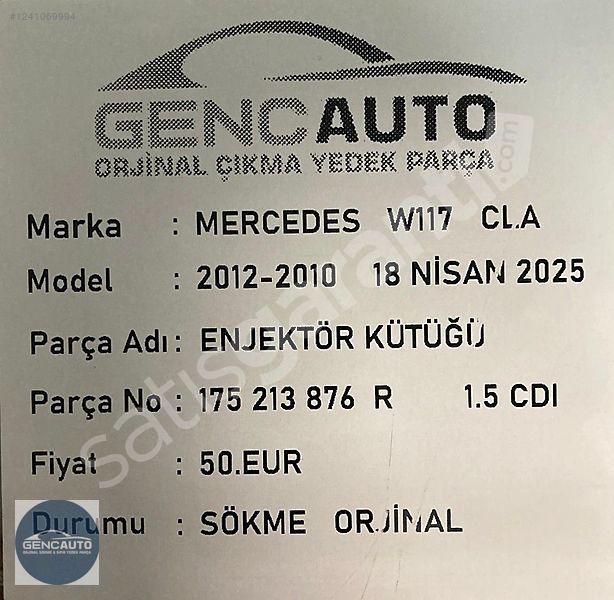 #1241069994
GENCAUTO
ORJİNAL ÇIKMA YEDEK PARÇA
Marka : MERCEDES W117 CLA
Model : 2012-2010 18 NİSAN 2025
Parça Adı : ENJEKTÖR KÜTÜĞÜ
Parça No : 175 213 876 R 1.5 CDI
Fiyat : 50.EUR
Durumu : SÖKME ORJİNAL
satışgaranti.com
GENCAUTO